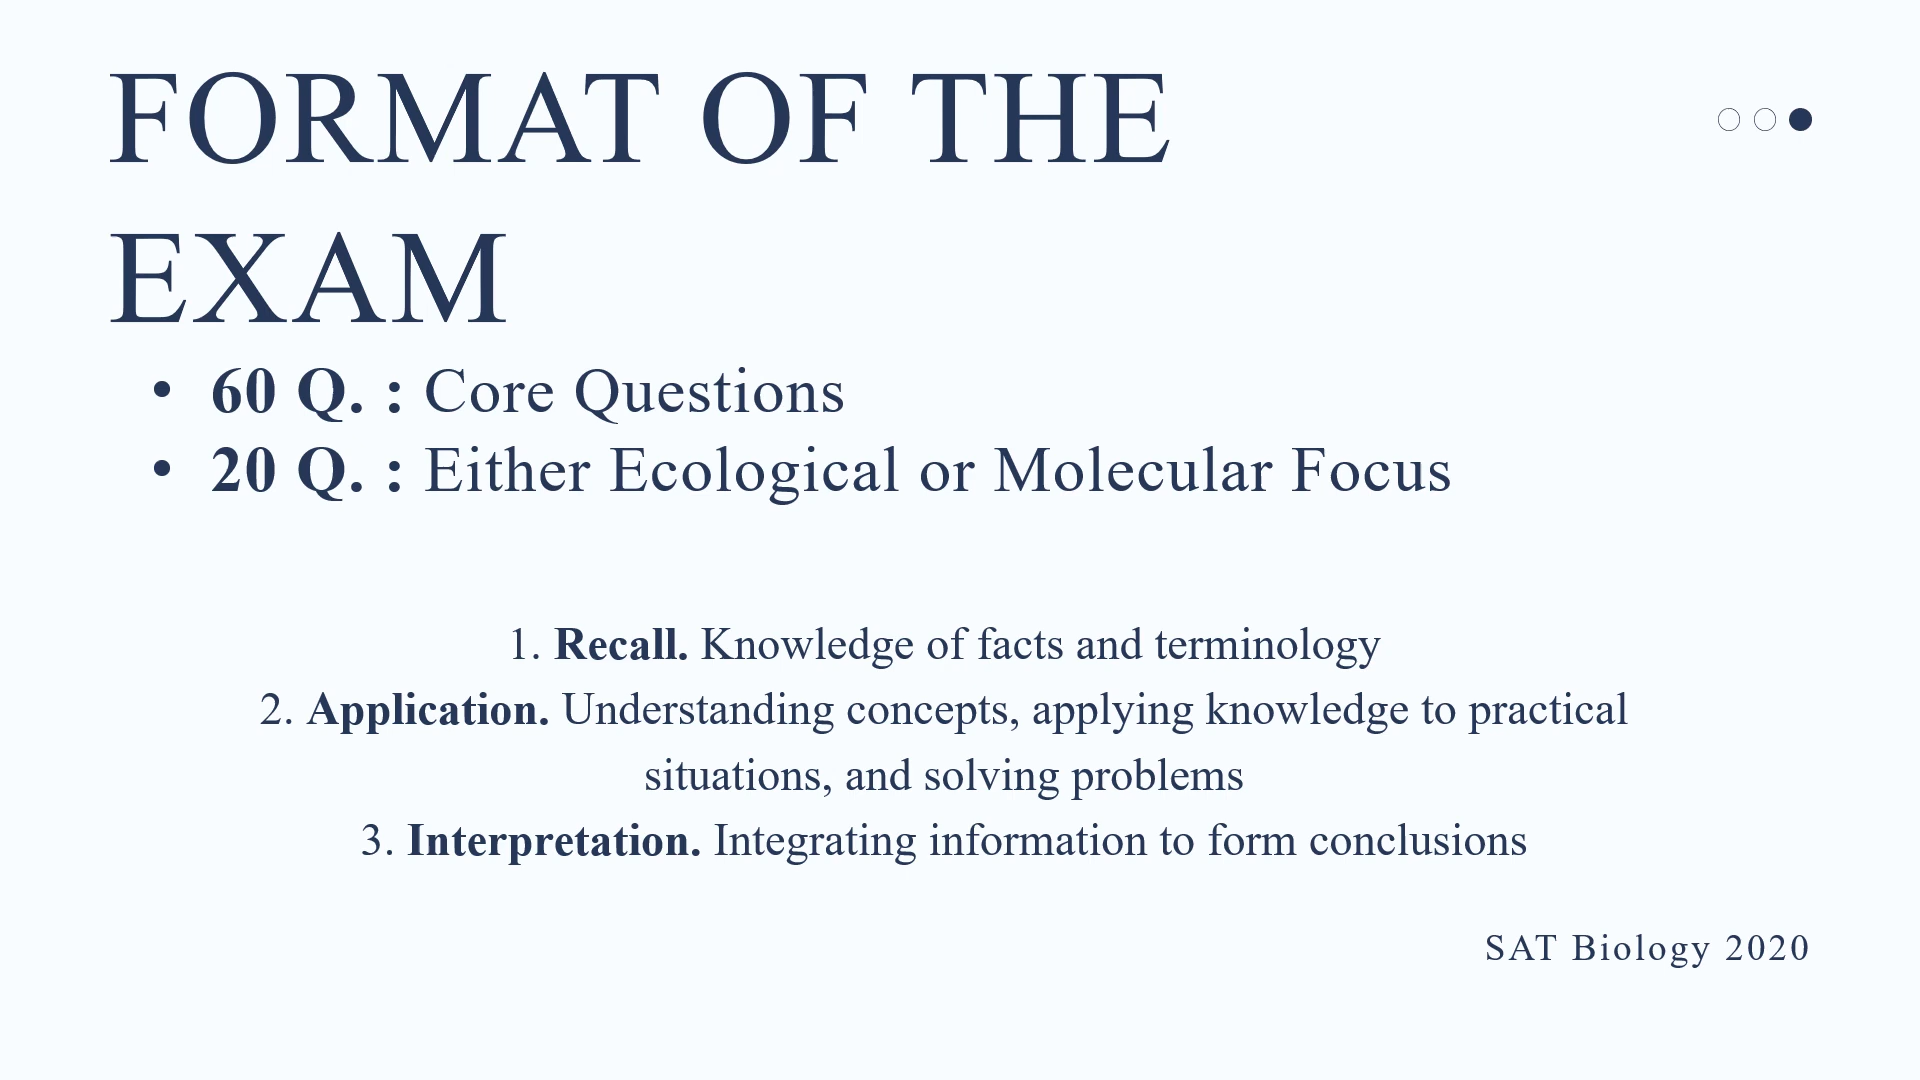 FORMAT OF THE
EXAM
• 60 Q. : Core Questions
• 20 Q. : Either Ecological or Molecular Focus
1. Recall. Knowledge of facts and terminology
2. Application. Understanding concepts, applying knowledge to practical
situations, and solving problems
3. Interpretation. Integrating information to form conclusions
SAT Biology 2020